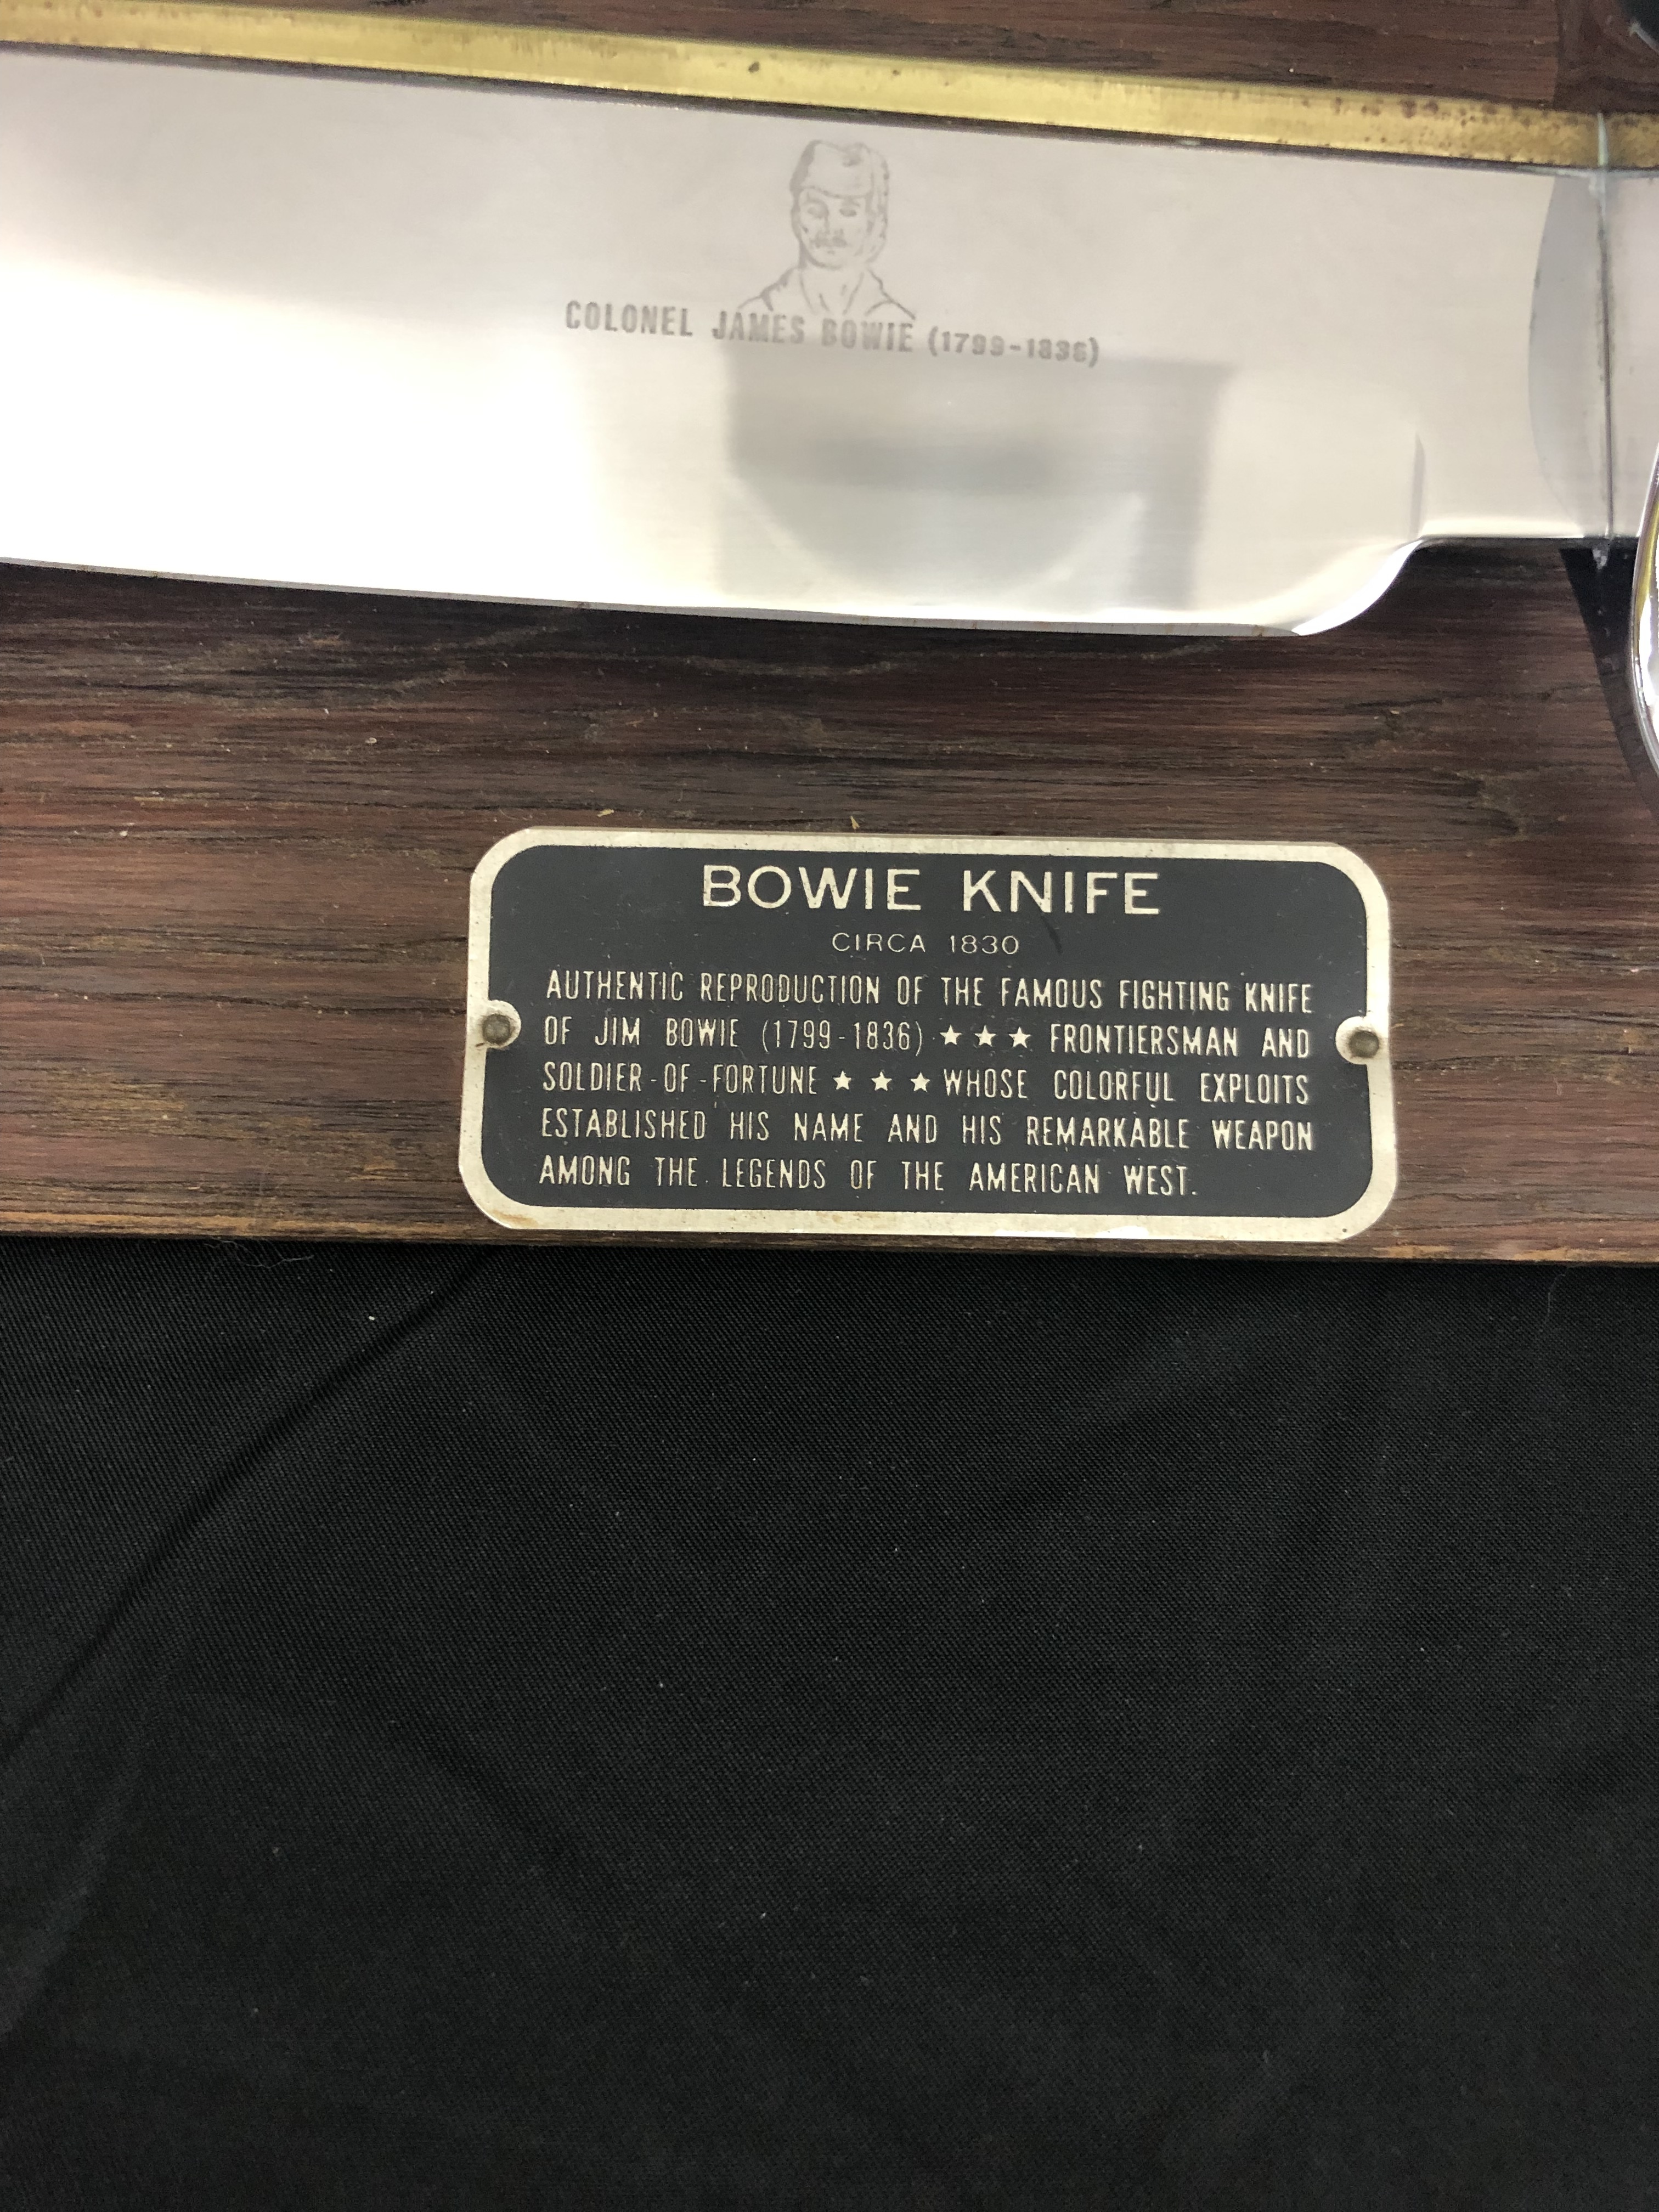 COLONEL JAMES BOWIE (1799-1836)
BOWIE KNIFE
CIRCA 1830
AUTHENTIC REPRODUCTION OF THE FAMOUS FIGHTING KNIFE
OF JIM BOWIE (1799-1836) ★ ★ ★ FRONTIERSMAN AND
SOLDIER-OF-FORTUNE ★ ★ ★ WHOSE COLORFUL EXPLOITS
ESTABLISHED HIS NAME AND HIS REMARKABLE WEAPON
AMONG THE LEGENDS OF THE AMERICAN WEST.